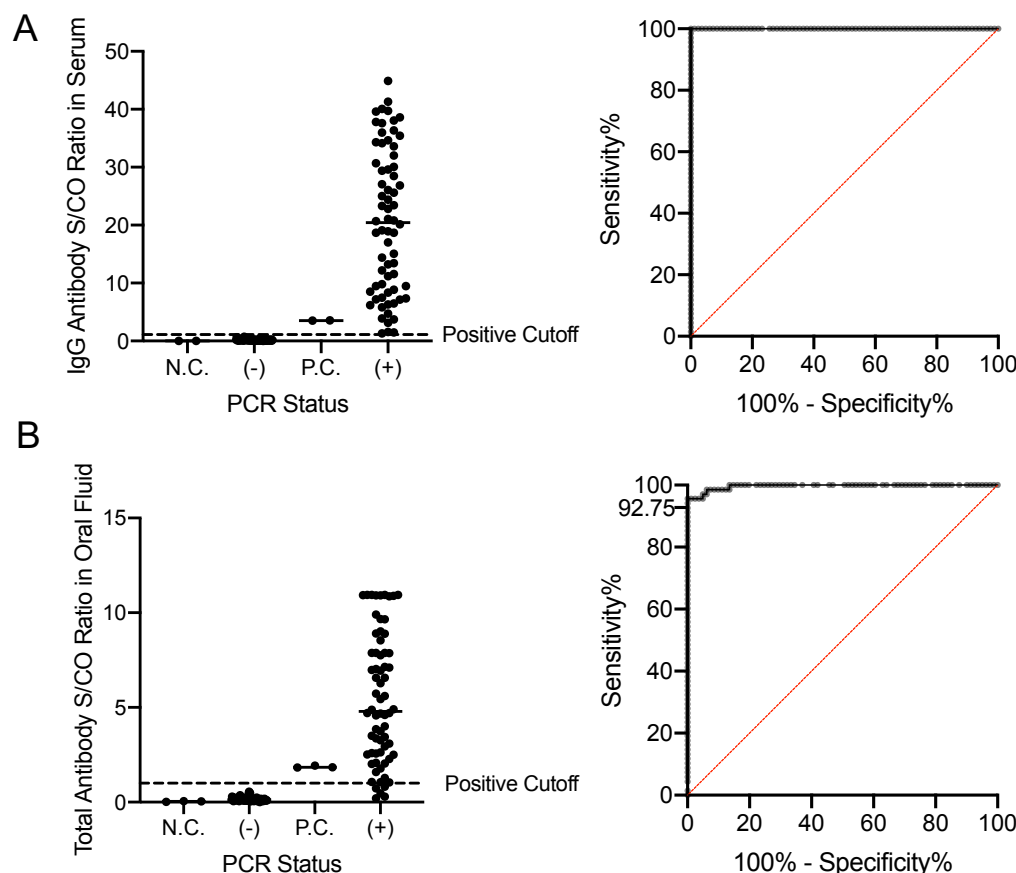 A
IgG Antibody S/CO Ratio in Serum
50
40
30
20
10
0
N.C.
(-)
P.C.
(+)
PCR Status
Positive Cutoff
Sensitivity%
100
80
60
40
20
0
0
20
40
60
80
100
100% - Specificity%
B
Total Antibody S/CO Ratio in Oral Fluid
15
10
5
0
N.C.
(-)
P.C.
(+)
PCR Status
Positive Cutoff
Sensitivity%
100
92.75
80
60
40
20
0
0
20
40
60
80
100
100% - Specificity%